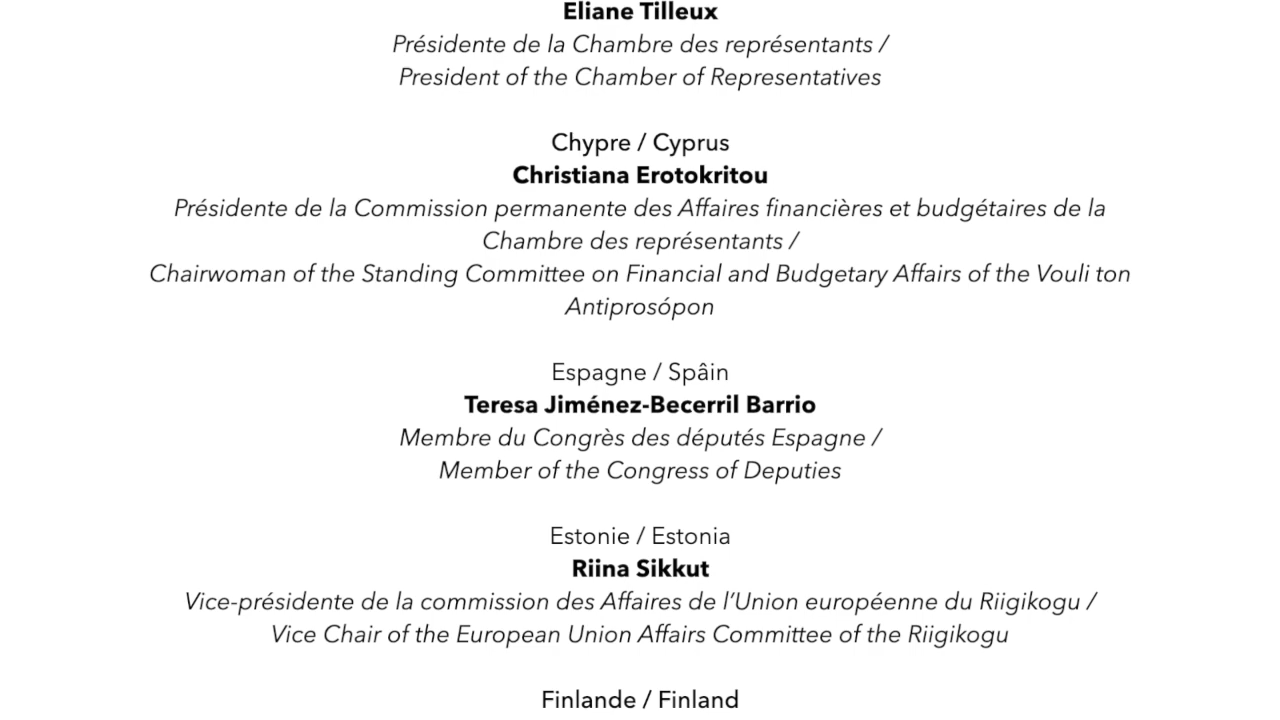 Eliane Tilleux
Présidente de la Chambre des représentants /
President of the Chamber of Representatives
Chypre / Cyprus
Christiana Erotokritou
Présidente de la Commission permanente des Affaires financières et budgétaires de la
Chambre des représentants /
Chairwoman of the Standing Committee on Financial and Budgetary Affairs of the Vouli ton
Antiprosópon
Espagne / Spâin
Teresa Jiménez-Becerril Barrio
Membre du Congrès des députés Espagne /
Member of the Congress of Deputies
Estonie / Estonia
Riina Sikkut
Vice-présidente de la commission des Affaires de l’Union européenne du Riigikogu /
Vice Chair of the European Union Affairs Committee of the Riigikogu
Finlande / Finland